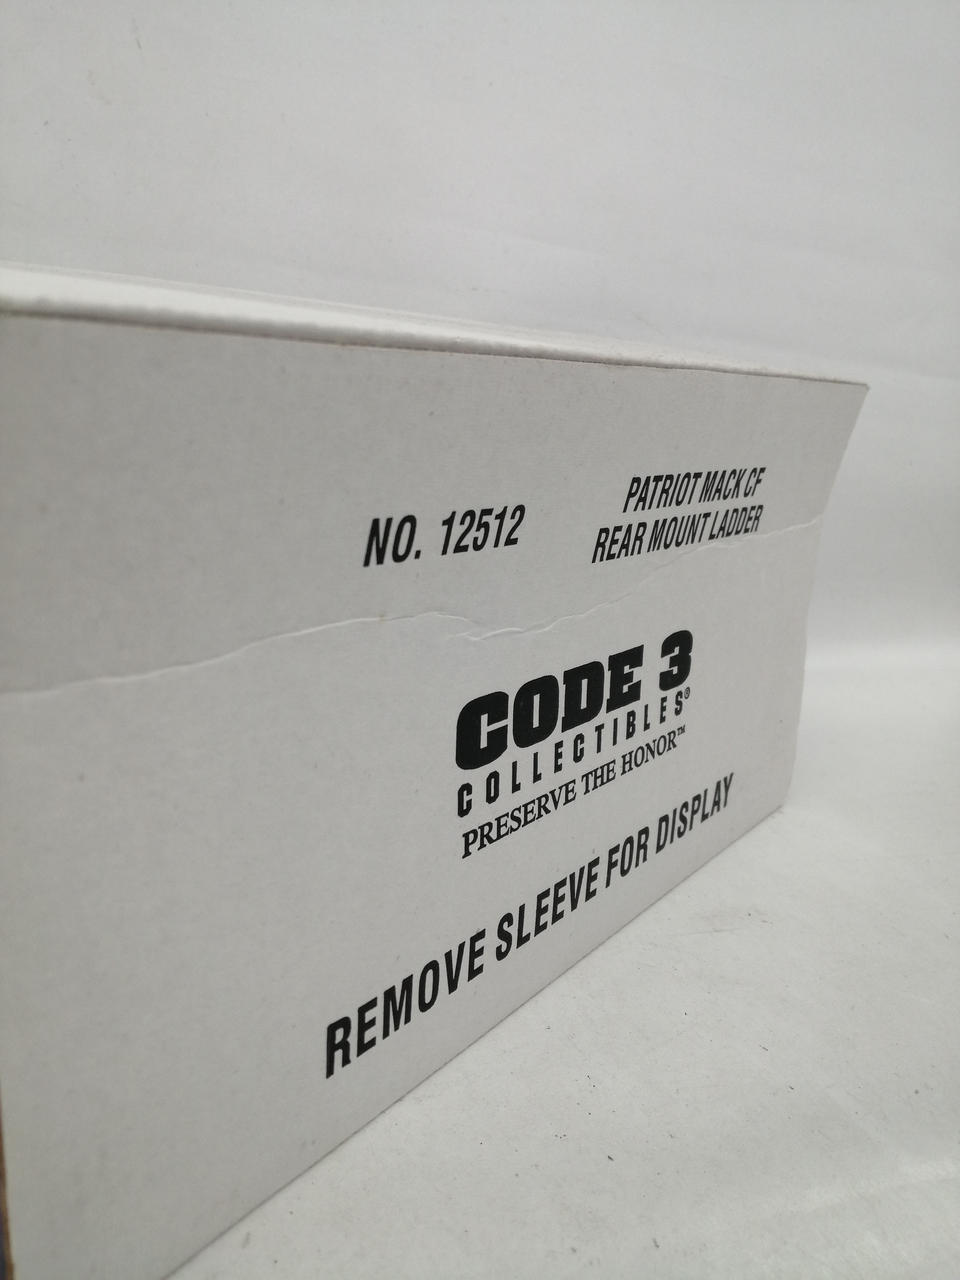 NO. 12512
PATRIOT MACK CF
REAR MOUNT LADDER
CODE 3
COLLECTIBLES®
PRESERVE THE HONOR™
REMOVE SLEEVE FOR DISPLAY